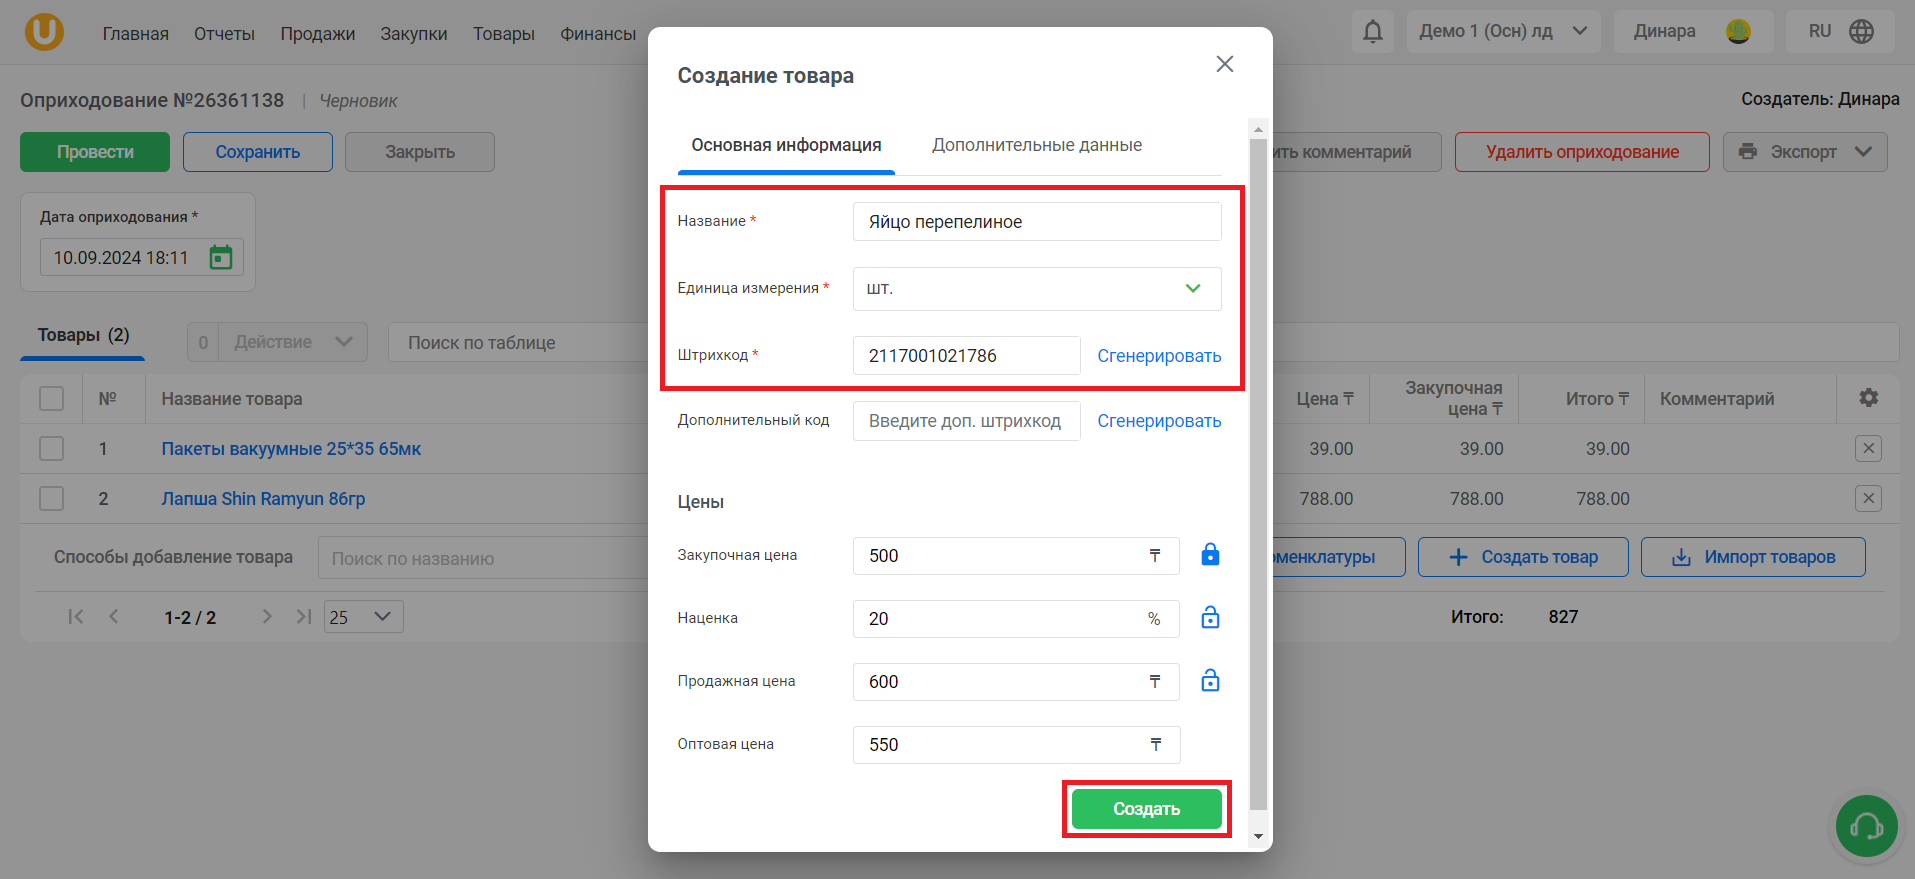 U
Главная Отчеты Продажи Закупки Товары Финансы
Демо 1 (Осн) лд Динара RU
Оприходование №26361138 | Черновик
Создатель: Динара
Провести Сохранить Закрыть
ить комментарий Удалить оприходование Экспорт
Дата оприходования *
10.09.2024 18:11
Товары (2) 0 Действие Поиск по таблице
№ Название товара Цена ₸ Закупочная цена ₸ Итого ₸ Комментарий
1 Пакеты вакуумные 25*35 65мк 39.00 39.00 39.00
2 Лапша Shin Ramyun 86гр 788.00 788.00 788.00
Способы добавление товара Поиск по названию
оменклатуры Создать товар Импорт товаров
1-2 / 2 25
Итого: 827
Создание товара
Основная информация Дополнительные данные
Название * Яйцо перепелиное
Единица измерения * шт.
Штрихкод * 2117001021786 Сгенерировать
Дополнительный код Введите доп. штрихкод Сгенерировать
Цены
Закупочная цена 500 ₸
Наценка 20 %
Продажная цена 600 ₸
Оптовая цена 550 ₸
Создать